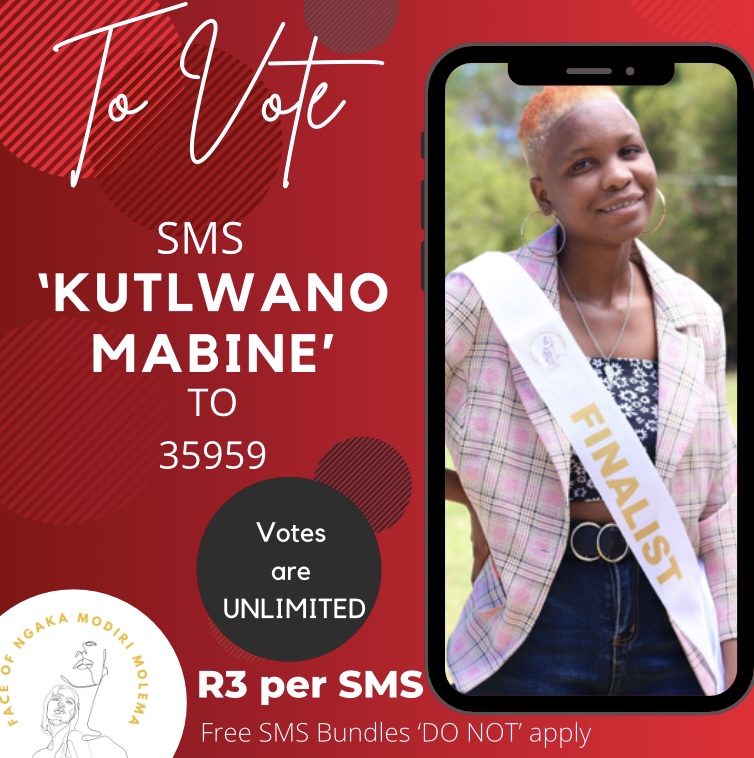 To Vote
SMS
‘KUTLWANO
MABINE’
TO
35959
Votes
are
UNLIMITED
R3 per SMS
Free SMS Bundles ‘DO NOT’ apply
FACE OF NGAKA MODIRI MOLEMA
FINALIST